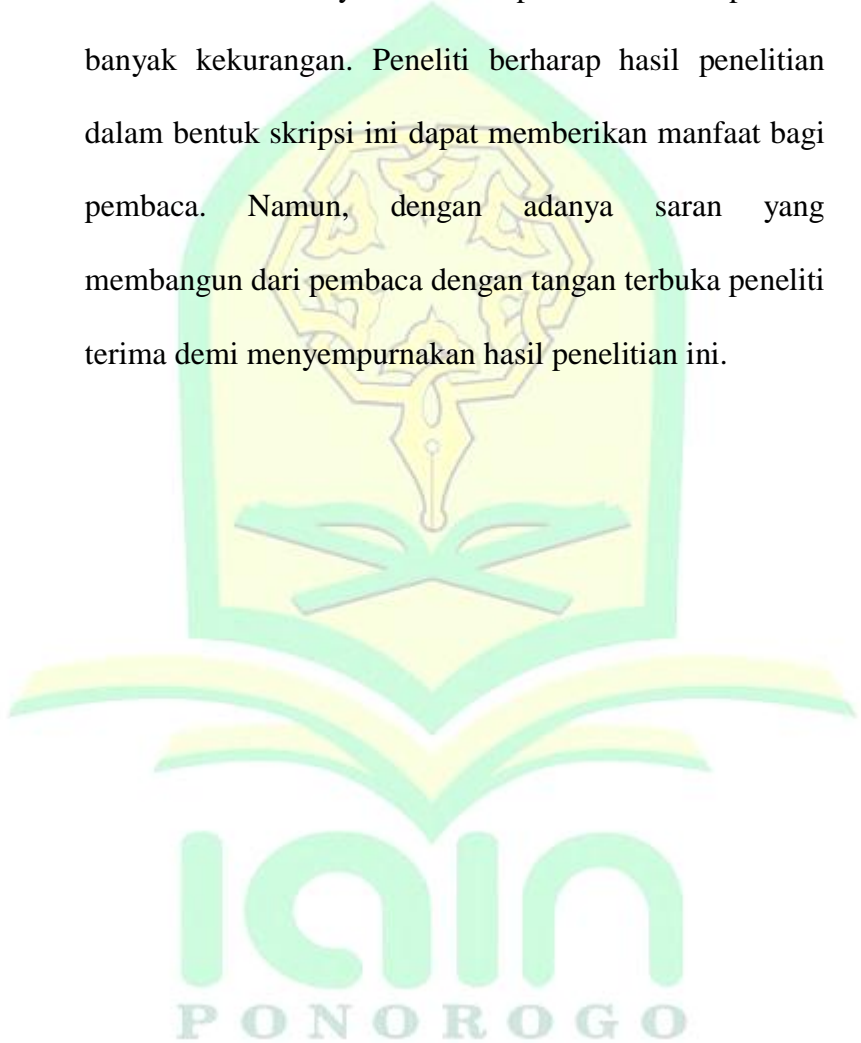 banyak kekurangan. Peneliti berharap hasil penelitian
dalam bentuk skripsi ini dapat memberikan manfaat bagi
pembaca. Namun, dengan adanya saran yang
membangun dari pembaca dengan tangan terbuka peneliti
terima demi menyempurnakan hasil penelitian ini.
iain
PONOROGO